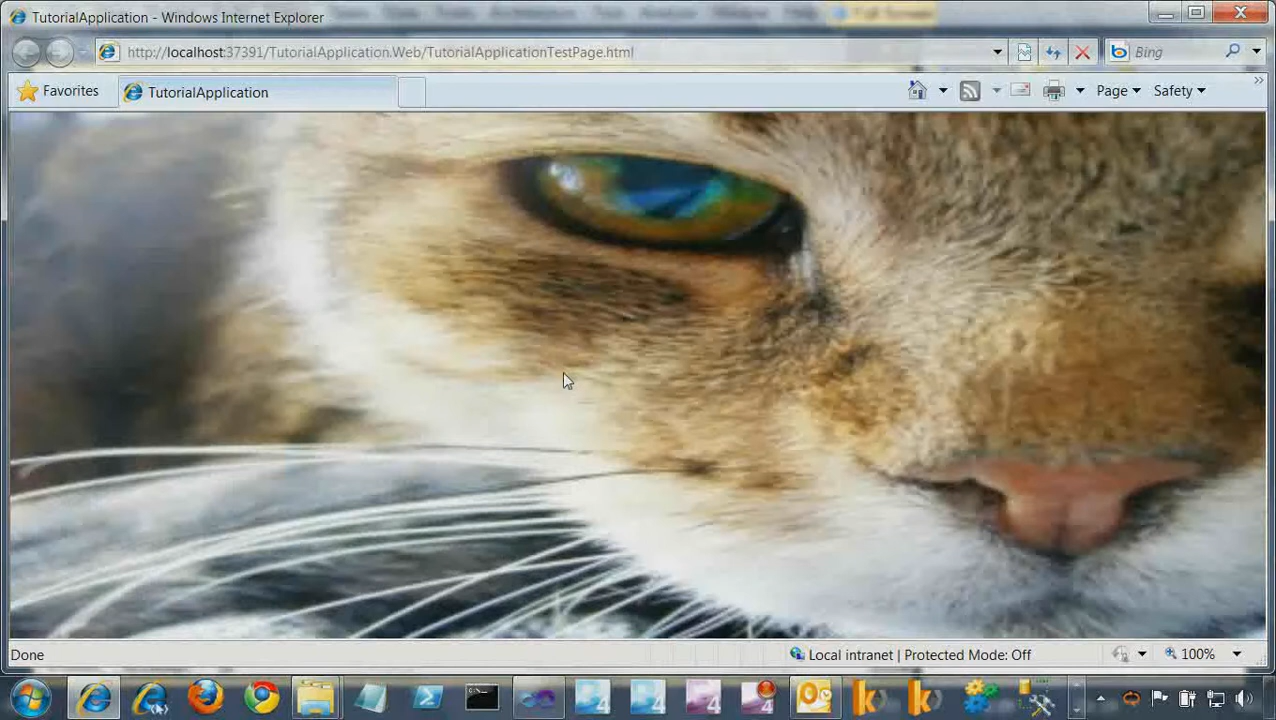 TutorialApplication - Windows Internet Explorer
http://localhost:37391/TutorialApplication.Web/TutorialApplicationTestPage.html
Bing
Favorites
TutorialApplication
Page
Safety
Done
Local intranet | Protected Mode: Off
100%